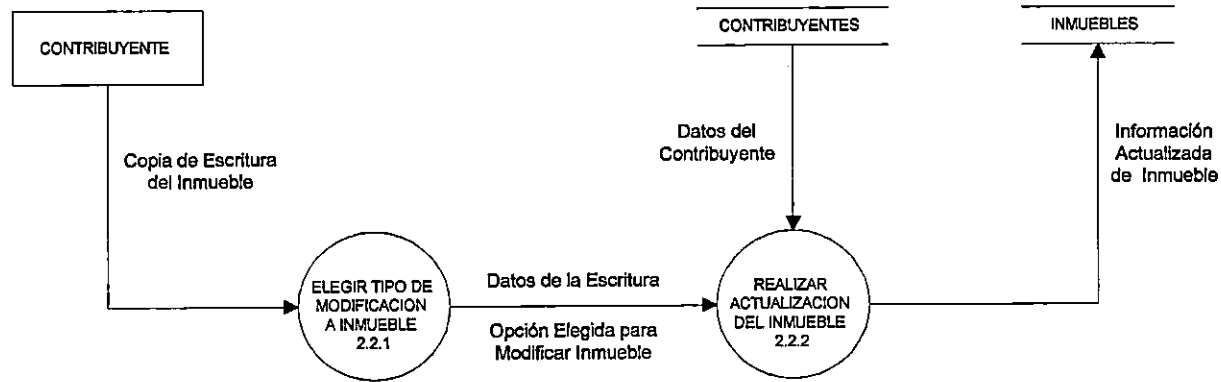 CONTRIBUYENTE
CONTRIBUYENTES
INMUEBLES
Copia de Escritura
del Inmueble
Datos del
Contribuyente
Información
Actualizada
de Inmueble
ELEGIR TIPO DE
MODIFICACION
A INMUEBLE
2.2.1
Datos de la Escritura
Opción Elegida para
Modificar Inmueble
REALIZAR
ACTUALIZACION
DEL INMUEBLE
2.2.2